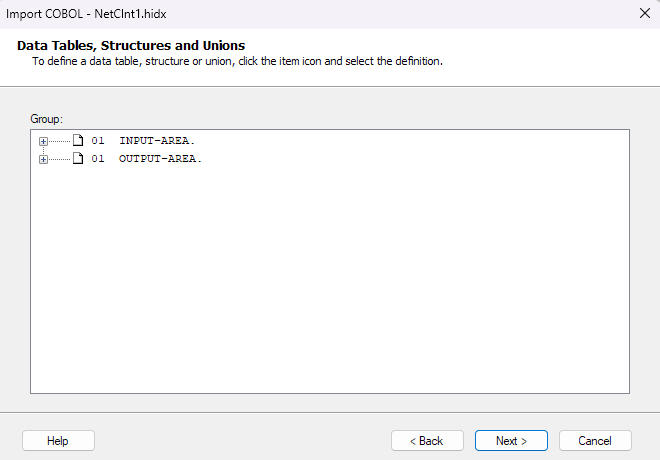 Import COBOL - NetCInt1.hidx
Data Tables, Structures and Unions
To define a data table, structure or union, click the item icon and select the definition.
Group:
01 INPUT-AREA.
01 OUTPUT-AREA.
Help
< Back
Next >
Cancel